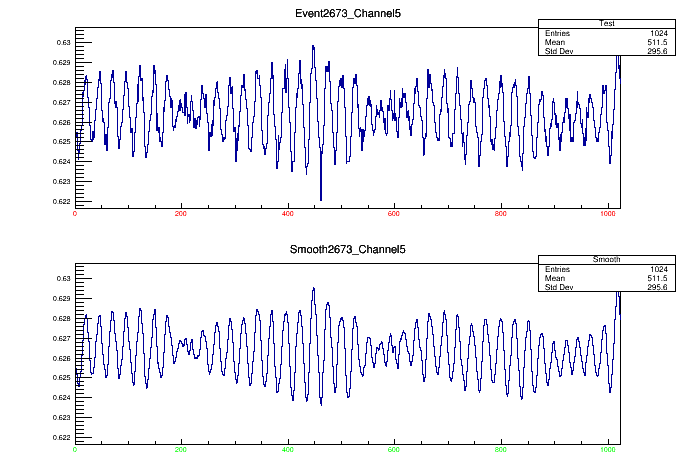 Event2673_Channel5
Test
Entries 1024
Mean 511.5
Std Dev 295.6
0.63
0.629
0.628
0.627
0.626
0.625
0.624
0.623
0.622
0 200 400 600 800 1000
Smooth2673_Channel5
Smooth
Entries 1024
Mean 511.5
Std Dev 295.6
0.63
0.629
0.628
0.627
0.626
0.625
0.624
0.623
0.622
0 200 400 600 800 1000